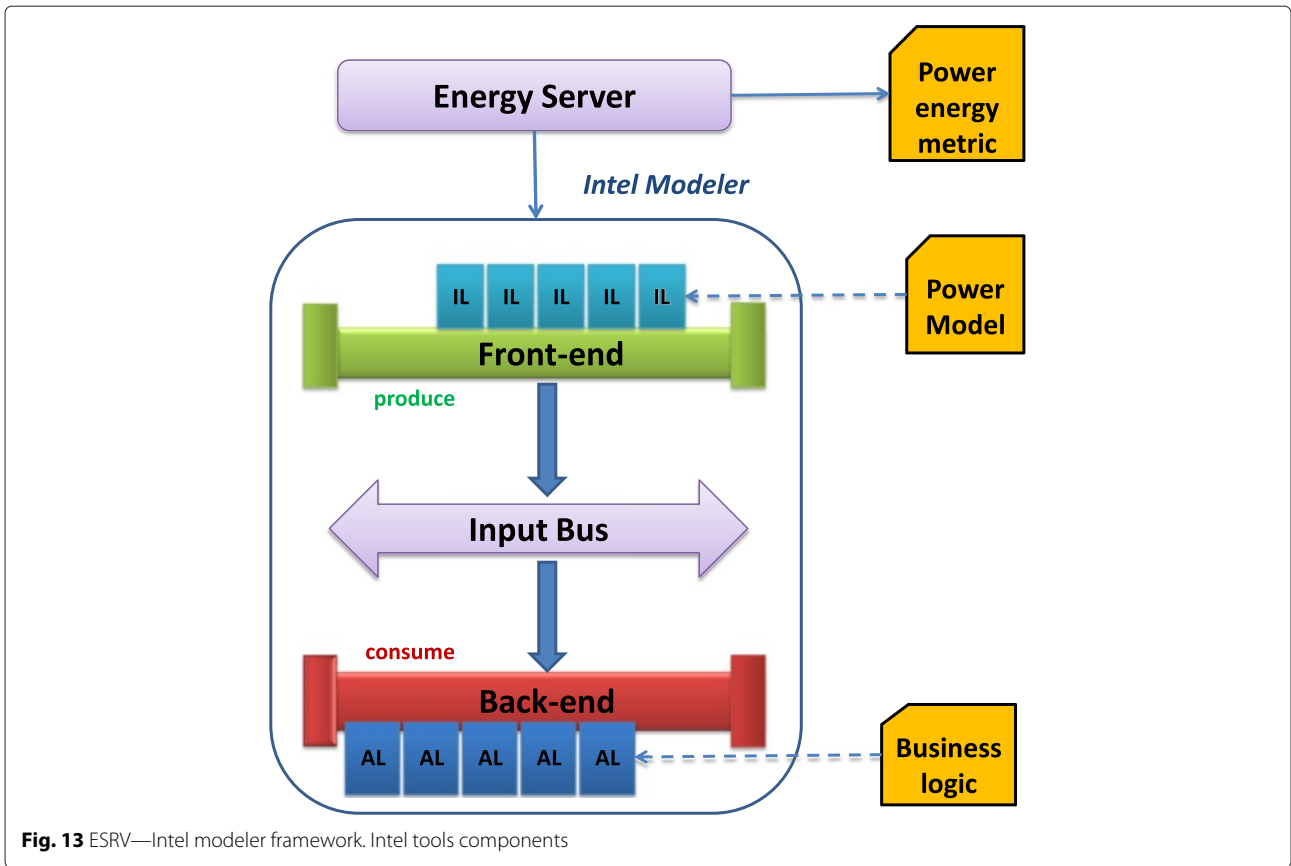 Energy Server
Power
energy
metric
Intel Modeler
IL IL IL IL IL
Power
Model
Front-end
produce
Input Bus
consume
Back-end
AL AL AL AL AL
Business
logic
Fig. 13 ESRV—Intel modeler framework. Intel tools components